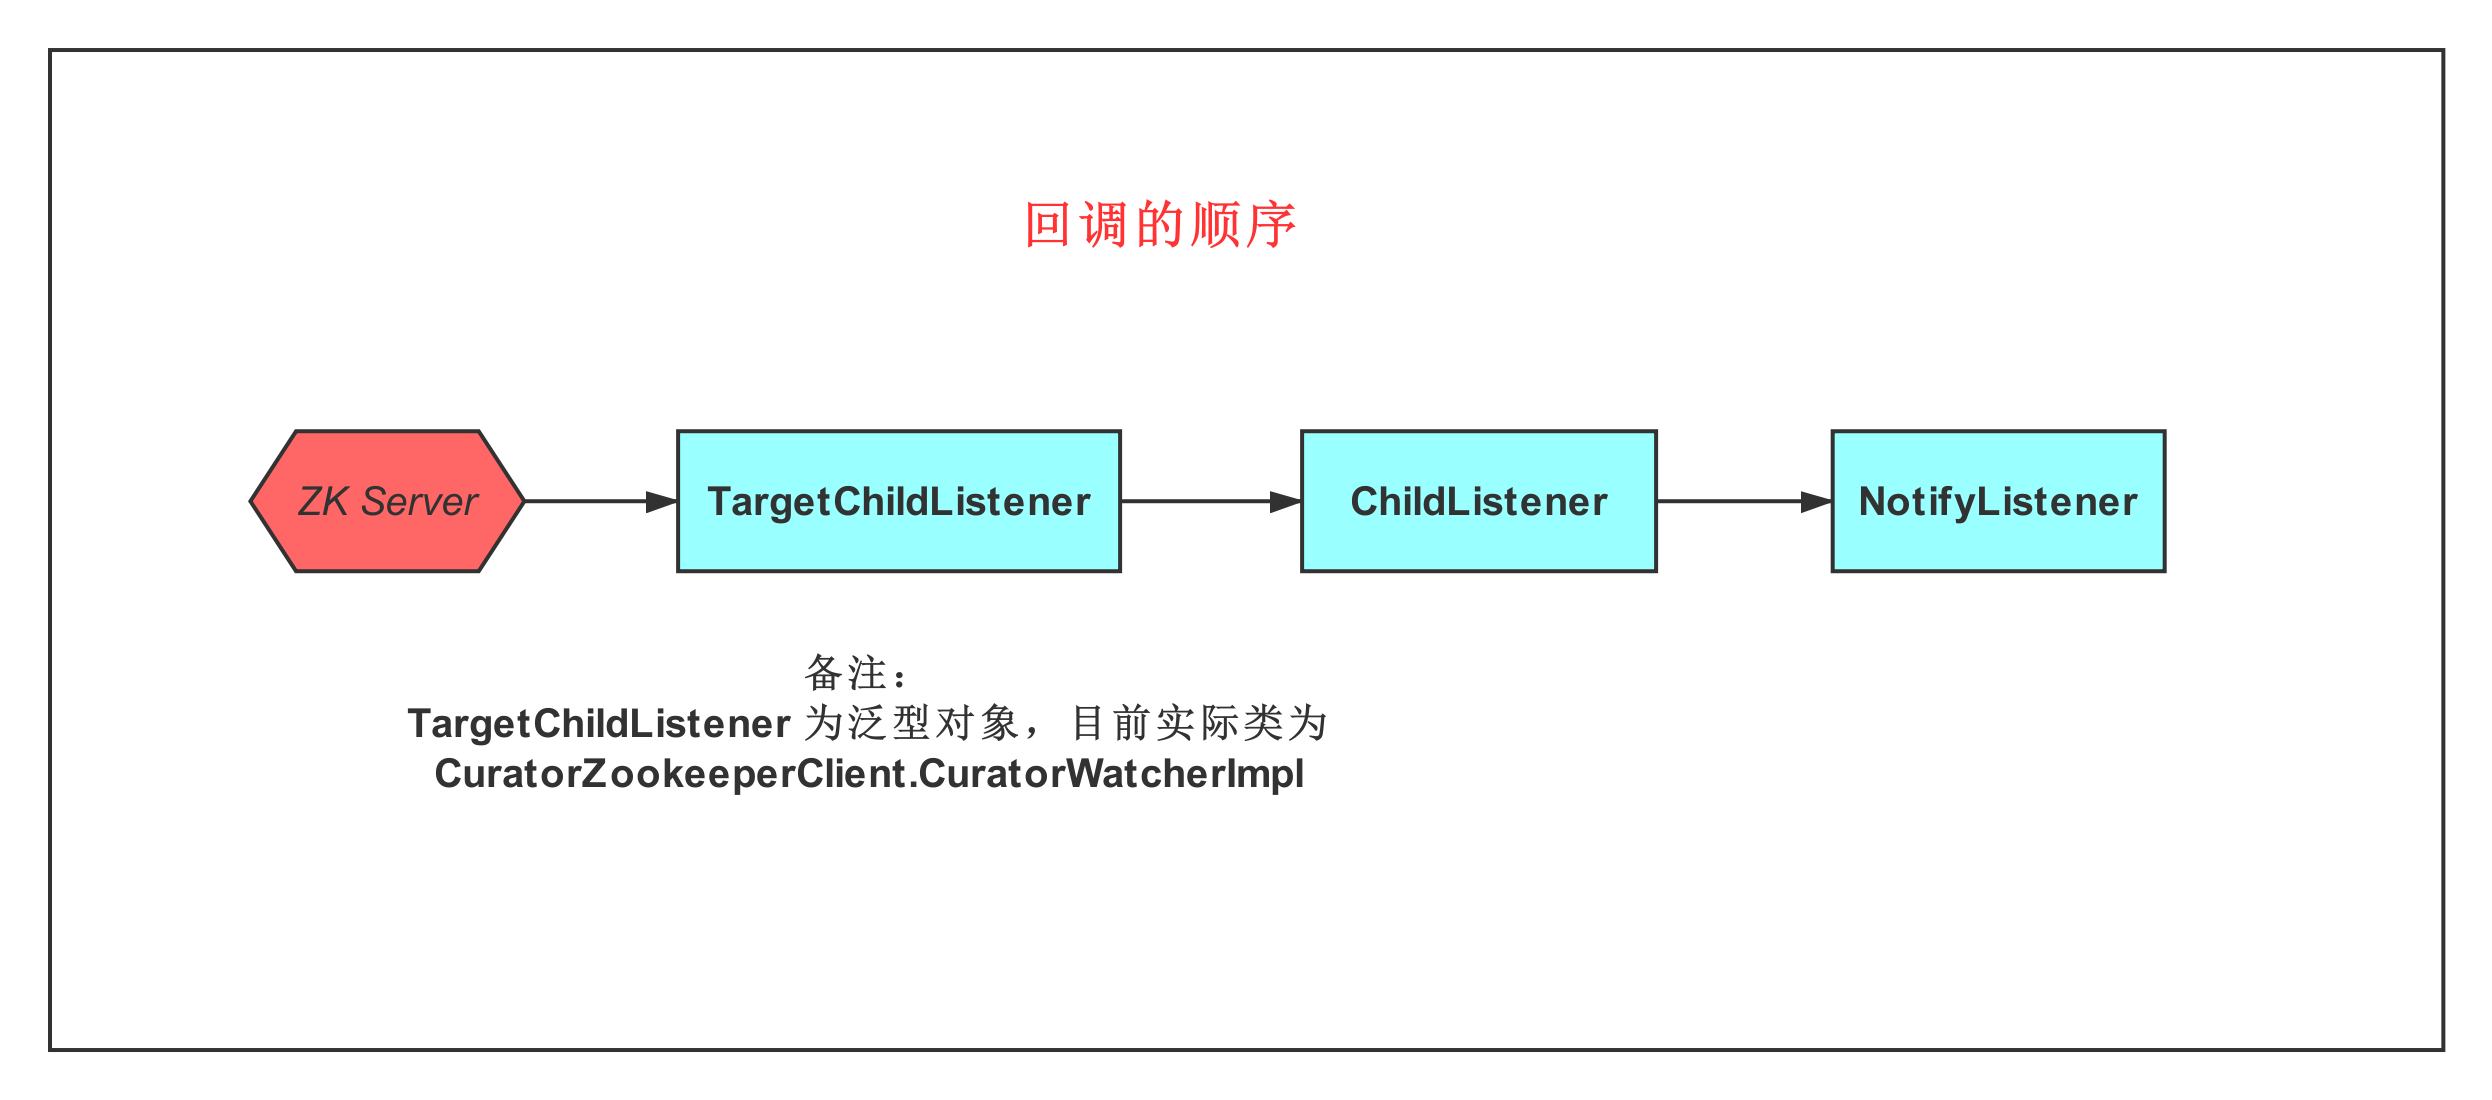 回调的顺序
ZK Server
TargetChildListener
ChildListener
NotifyListener
备注：
TargetChildListener 为泛型对象，目前实际类为
CuratorZookeeperClient.CuratorWatcherImpl